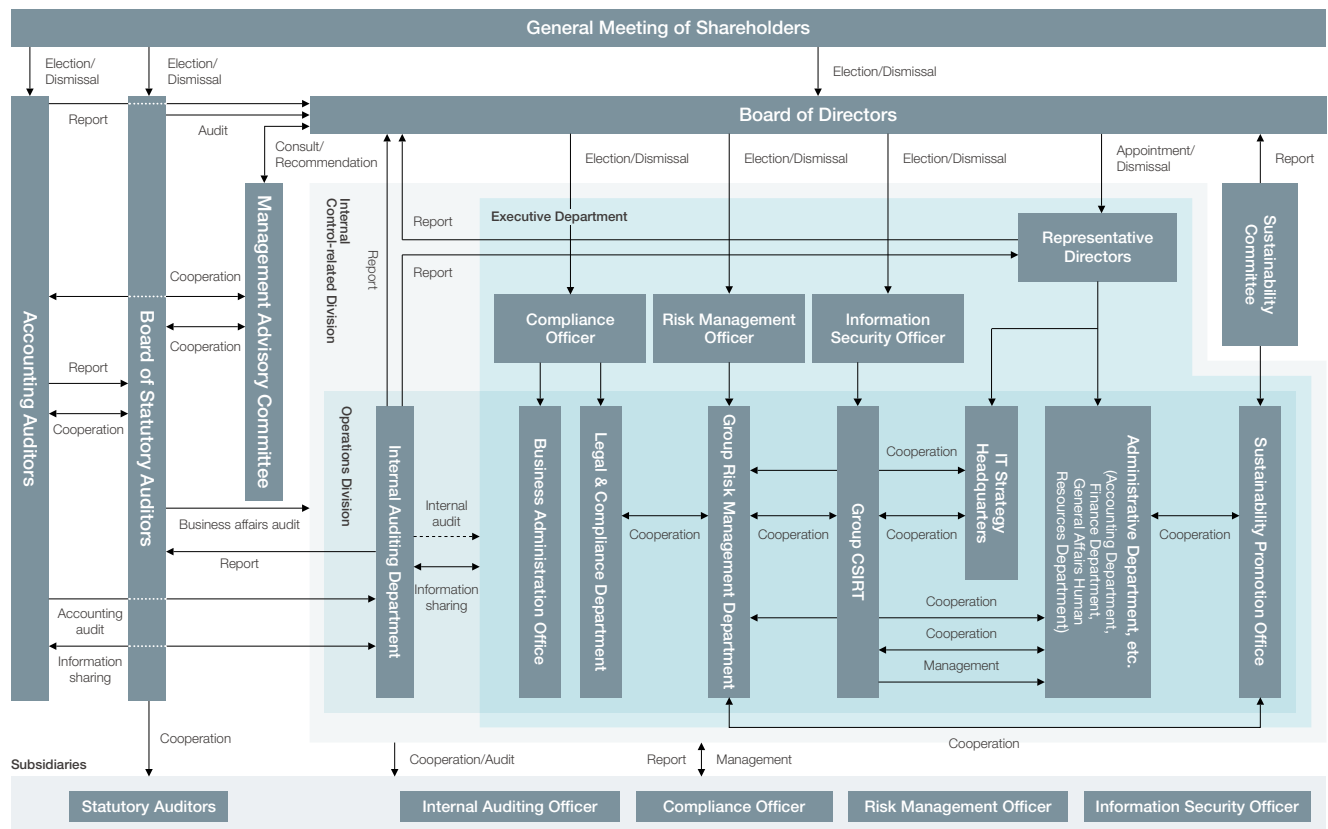 General Meeting of Shareholders
Election/
Dismissal
Election/
Dismissal
Election/Dismissal
Board of Directors
Report
Audit
Consult/
Recommendation
Election/Dismissal
Election/Dismissal
Election/Dismissal
Appointment/
Dismissal
Report
Accounting Auditors
Board of Statutory Auditors
Management Advisory Committee
Internal
Control-related Division
Report
Executive Department
Report
Report
Representative
Directors
Sustainability
Committee
Cooperation
Cooperation
Report
Cooperation
Compliance
Officer
Risk Management
Officer
Information
Security Officer
Operations Division
Internal Auditing Department
Business Administration Office
Legal & Compliance Department
Group Risk Management Department
Group CSIRT
IT Strategy
Headquarters
Administrative Department, etc.
(Accounting Department,
Finance Department,
General Affairs Human
Resources Department)
Sustainability Promotion Office
Business affairs audit
Report
Internal
audit
Information
sharing
Cooperation
Cooperation
Cooperation
Cooperation
Cooperation
Cooperation
Cooperation
Management
Accounting
audit
Information
sharing
Cooperation
Cooperation
Cooperation/Audit
Report
Management
Subsidiaries
Statutory Auditors
Internal Auditing Officer
Compliance Officer
Risk Management Officer
Information Security Officer